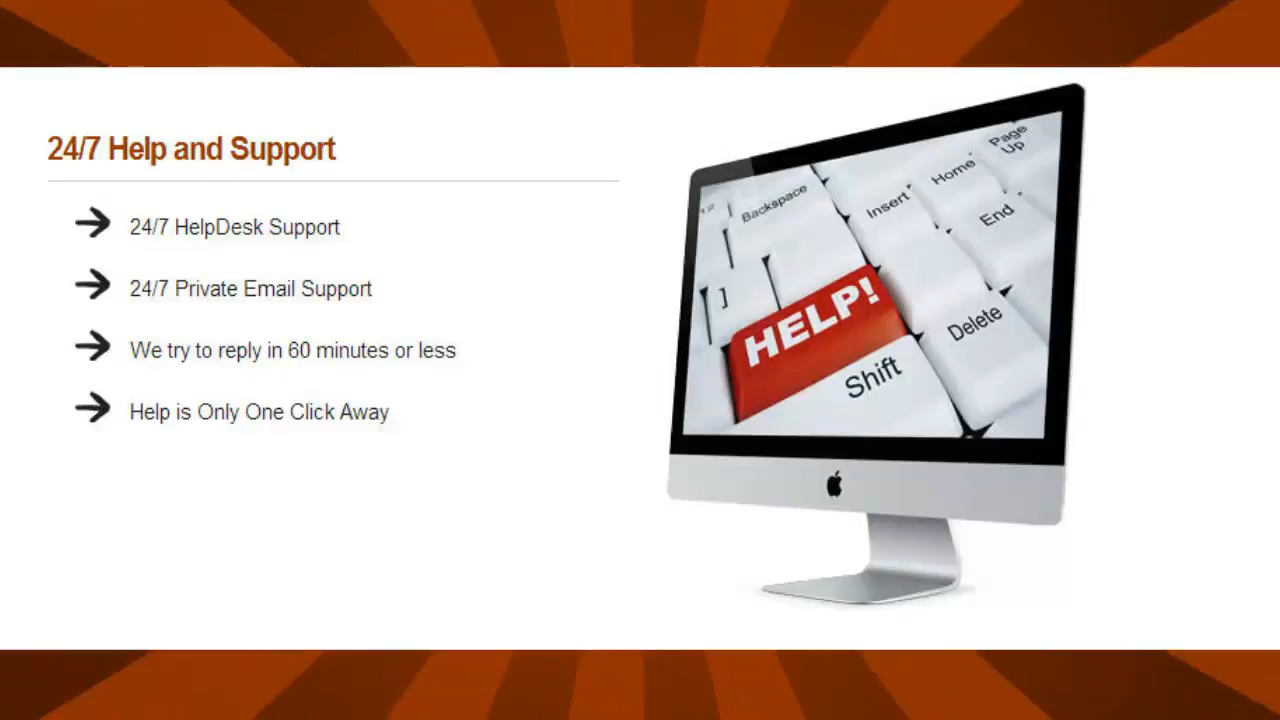 24/7 Help and Support
24/7 HelpDesk Support
24/7 Private Email Support
We try to reply in 60 minutes or less
Help is Only One Click Away
12
Backspace
Insert
Home
Page
Up
End
]
HELP!
Delete
Shift